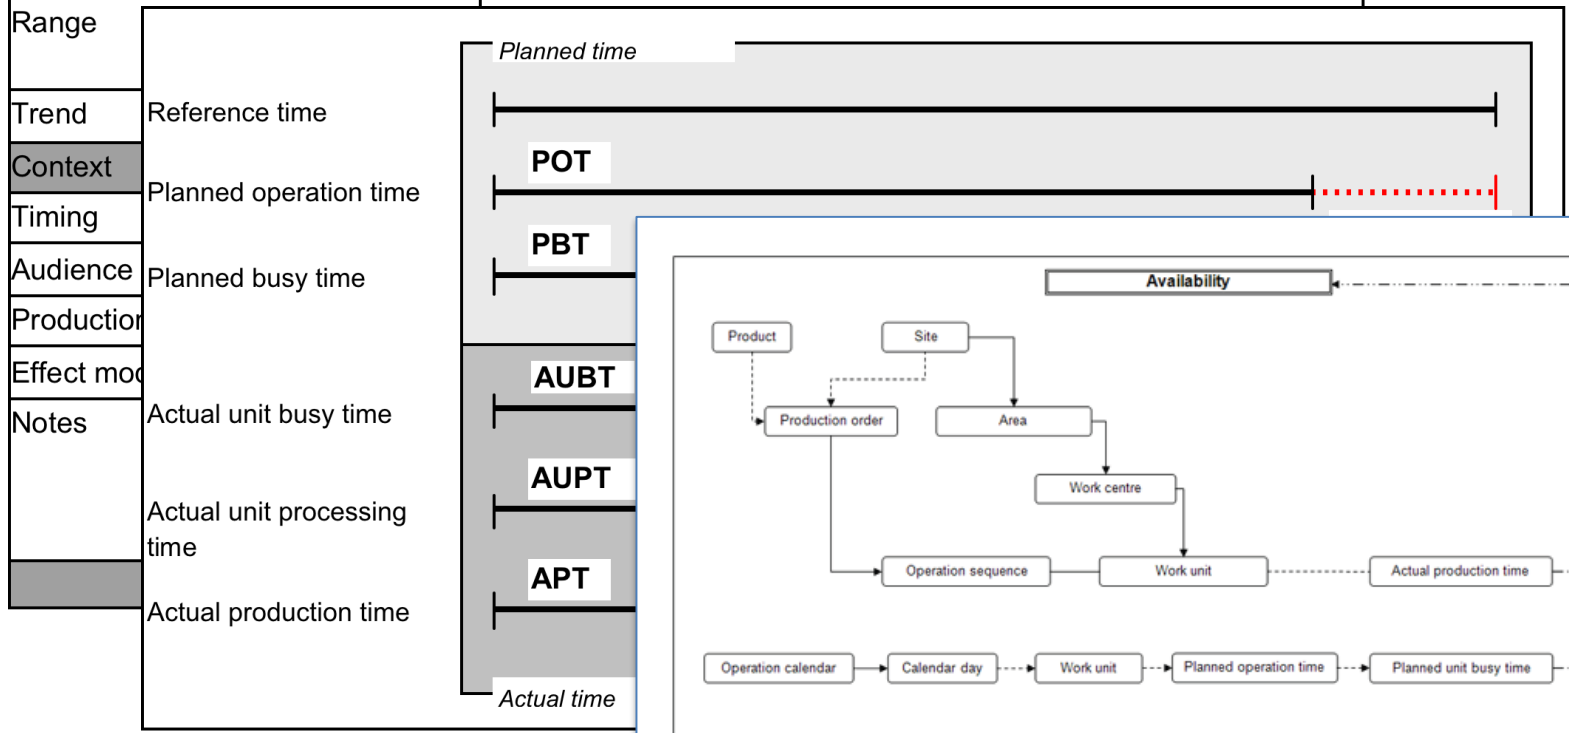 Range
Trend
Context
Timing
Audience
Production
Effect mod
Notes
Planned time
Reference time
POT
Planned operation time
PBT
Planned busy time
AUBT
Actual unit busy time
AUPT
Actual unit processing
time
APT
Actual production time
Actual time
Availability
Product
Site
Production order
Area
Work centre
Operation sequence
Work unit
Actual production time
Operation calendar
Calendar day
Work unit
Planned operation time
Planned unit busy time